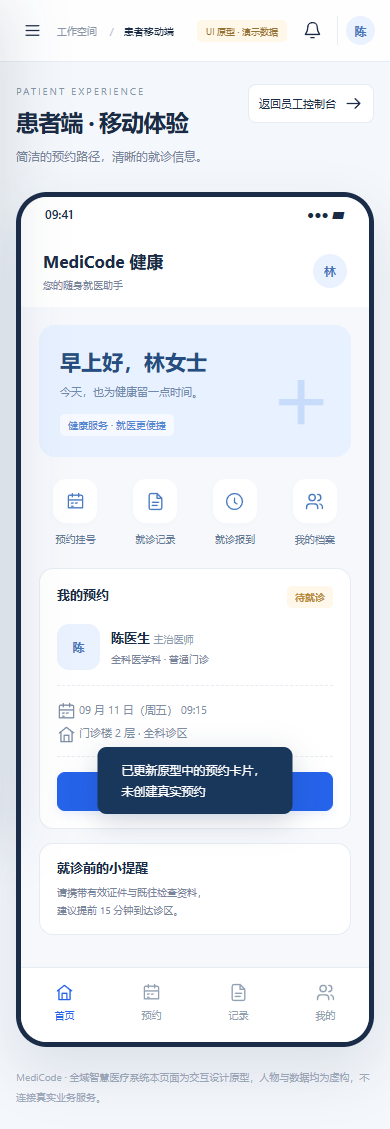 工作空间 / 患者移动端 UI 原型 · 演示数据 陈
PATIENT EXPERIENCE
患者端 · 移动体验
返回员工控制台
简洁的预约路径，清晰的就诊信息。
09:41
MediCode 健康
您的随身就医助手
林
早上好，林女士
今天，也为健康留一点时间。
健康服务 · 就医更便捷
预约挂号 就诊记录 就诊报到 我的档案
我的预约 待就诊
陈
陈医生 主治医师
全科医学科 · 普通门诊
09 月 11 日（周五） 09:15
门诊楼 2 层 · 全科诊区
已更新原型中的预约卡片，
未创建真实预约
就诊前的小提醒
请携带有效证件与既往检查资料，
建议提前 15 分钟到达诊区。
首页 预约 记录 我的
MediCode · 全域智慧医疗系统本页面为交互设计原型，人物与数据均为虚构，不
连接真实业务服务。